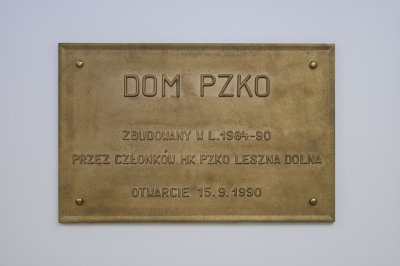 DOM PZKO
ZBUDOWANY W L.1984-90
PRZEZ CZŁONKÓW MK PZKO LESZNA DOLNA
OTWARCIE 15.9.1990